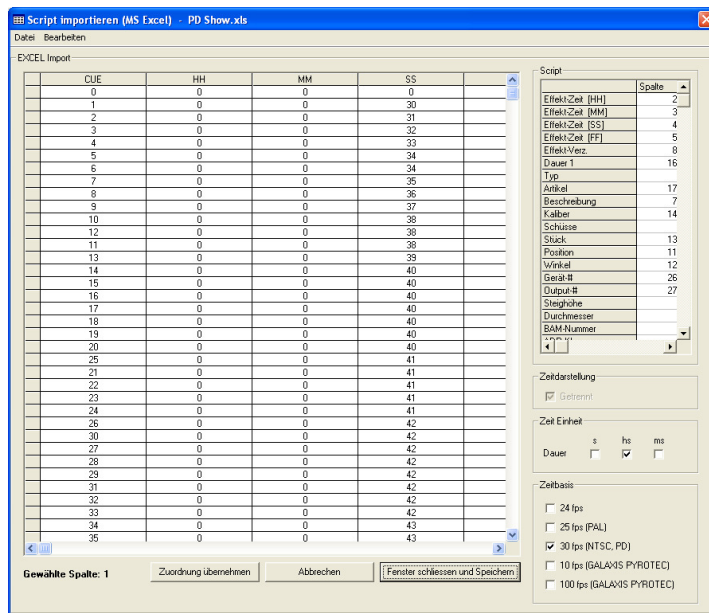 Script importieren (MS Excel) - PD Show.xls
Datei Bearbeiten
EXCEL Import
CUE HH MM SS
0 0 0 0
1 0 0 30
2 0 0 31
3 0 0 32
4 0 0 33
5 0 0 34
6 0 0 34
7 0 0 35
8 0 0 36
9 0 0 37
10 0 0 38
12 0 0 38
11 0 0 38
13 0 0 39
14 0 0 40
15 0 0 40
16 0 0 40
17 0 0 40
18 0 0 40
19 0 0 40
20 0 0 40
25 0 0 41
21 0 0 41
22 0 0 41
23 0 0 41
24 0 0 41
26 0 0 42
30 0 0 42
27 0 0 42
28 0 0 42
29 0 0 42
31 0 0 42
32 0 0 42
33 0 0 42
34 0 0 43
35 0 0 43
Gewählte Spalte: 1
Zuordnung übernehmen
Abbrechen
Fenster schliessen und Speichern
Script
Spalte
Effekt-Zeit [HH] 2
Effekt-Zeit [MM] 3
Effekt-Zeit [SS] 4
Effekt-Zeit [FF] 5
Effekt-Verz. 8
Dauer 1 16
Typ
Artikel 17
Beschreibung 7
Kaliber 14
Schüsse
Stück 13
Position 11
Winkel 12
Gerät-# 26
Output-# 27
Steighöhe
Durchmesser
BAM-Nummer
Zeitdarstellung
Getrennt
Zeit Einheit
s hs ms
Dauer
Zeitbasis
24 fps
25 fps (PAL)
30 fps (NTSC, PD)
10 fps (GALAXIS PYROTEC)
100 fps (GALAXIS PYROTEC)